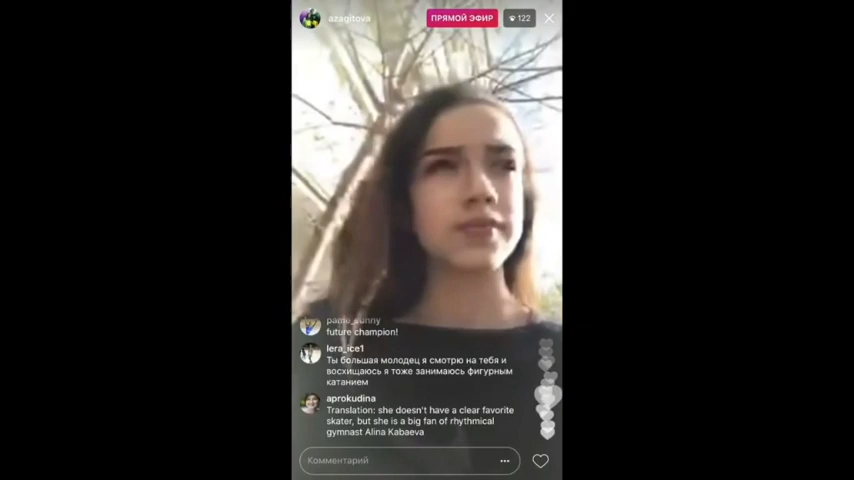 azagitova
ПРЯМОЙ ЭФИР
122
pame_sunny
future champion!
lera_ice1
Ты большая молодец я смотрю на тебя и
восхищаюсь я тоже занимаюсь фигурным
катанием
aprokudina
Translation: she doesn't have a clear favorite
skater, but she is a big fan of rhythmical
gymnast Alina Kabaeva
Комментарий